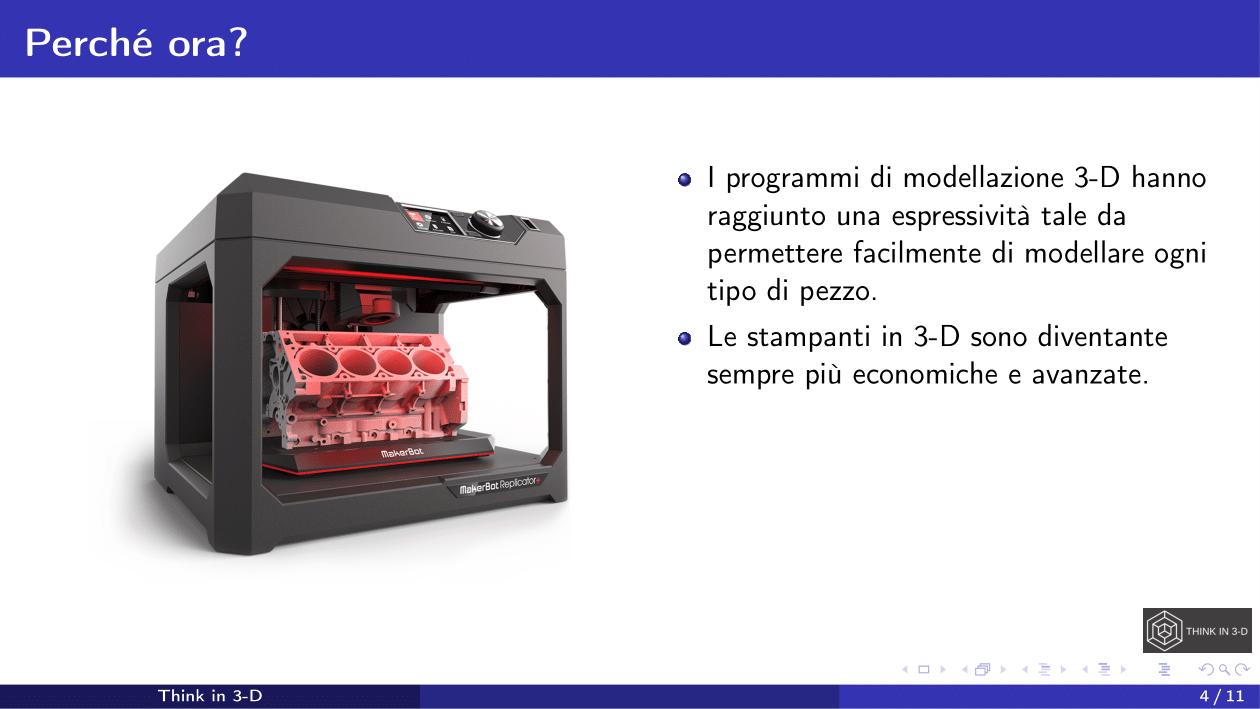 Perché ora?
I programmi di modellazione 3-D hanno
raggiunto una espressività tale da
permettere facilmente di modellare ogni
tipo di pezzo.
Le stampanti in 3-D sono diventante
sempre più economiche e avanzate.
MakerBot
MakerBot Replicator+
THINK IN 3-D
Think in 3-D
4 / 11